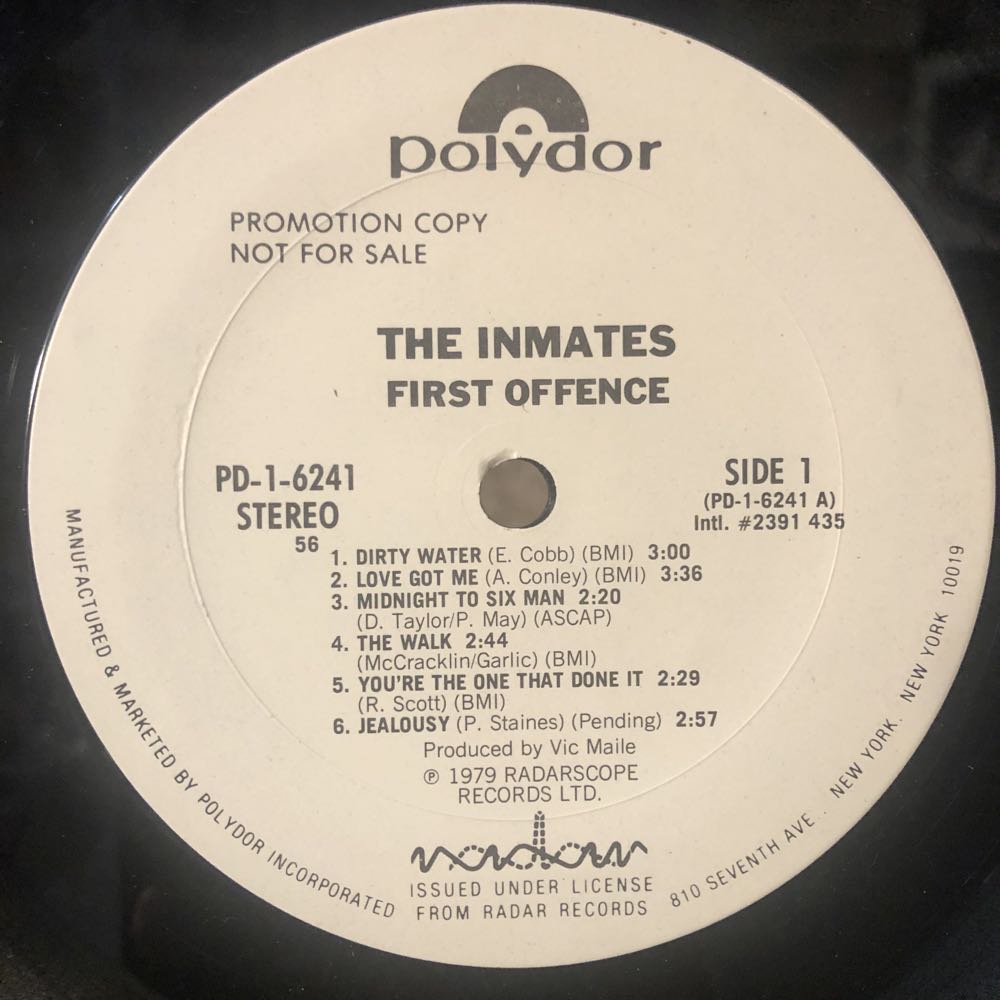 polydor
PROMOTION COPY
NOT FOR SALE
THE INMATES
FIRST OFFENCE
PD-1-6241
STEREO
56
SIDE 1
(PD-1-6241 A)
Intl. #2391 435
1. DIRTY WATER (E. Cobb) (BMI) 3:00
2. LOVE GOT ME (A. Conley) (BMI) 3:36
3. MIDNIGHT TO SIX MAN 2:20
(D. Taylor/P. May) (ASCAP)
4. THE WALK 2:44
(McCracklin/Garlic) (BMI)
5. YOU'RE THE ONE THAT DONE IT 2:29
(R. Scott) (BMI)
6. JEALOUSY (P. Staines) (Pending) 2:57
Produced by Vic Maile
℗ 1979 RADARSCOPE
RECORDS LTD.
radar
ISSUED UNDER LICENSE
FROM RADAR RECORDS
MANUFACTURED & MARKETED BY POLYDOR INCORPORATED
810 SEVENTH AVE., NEW YORK, NEW YORK 10019